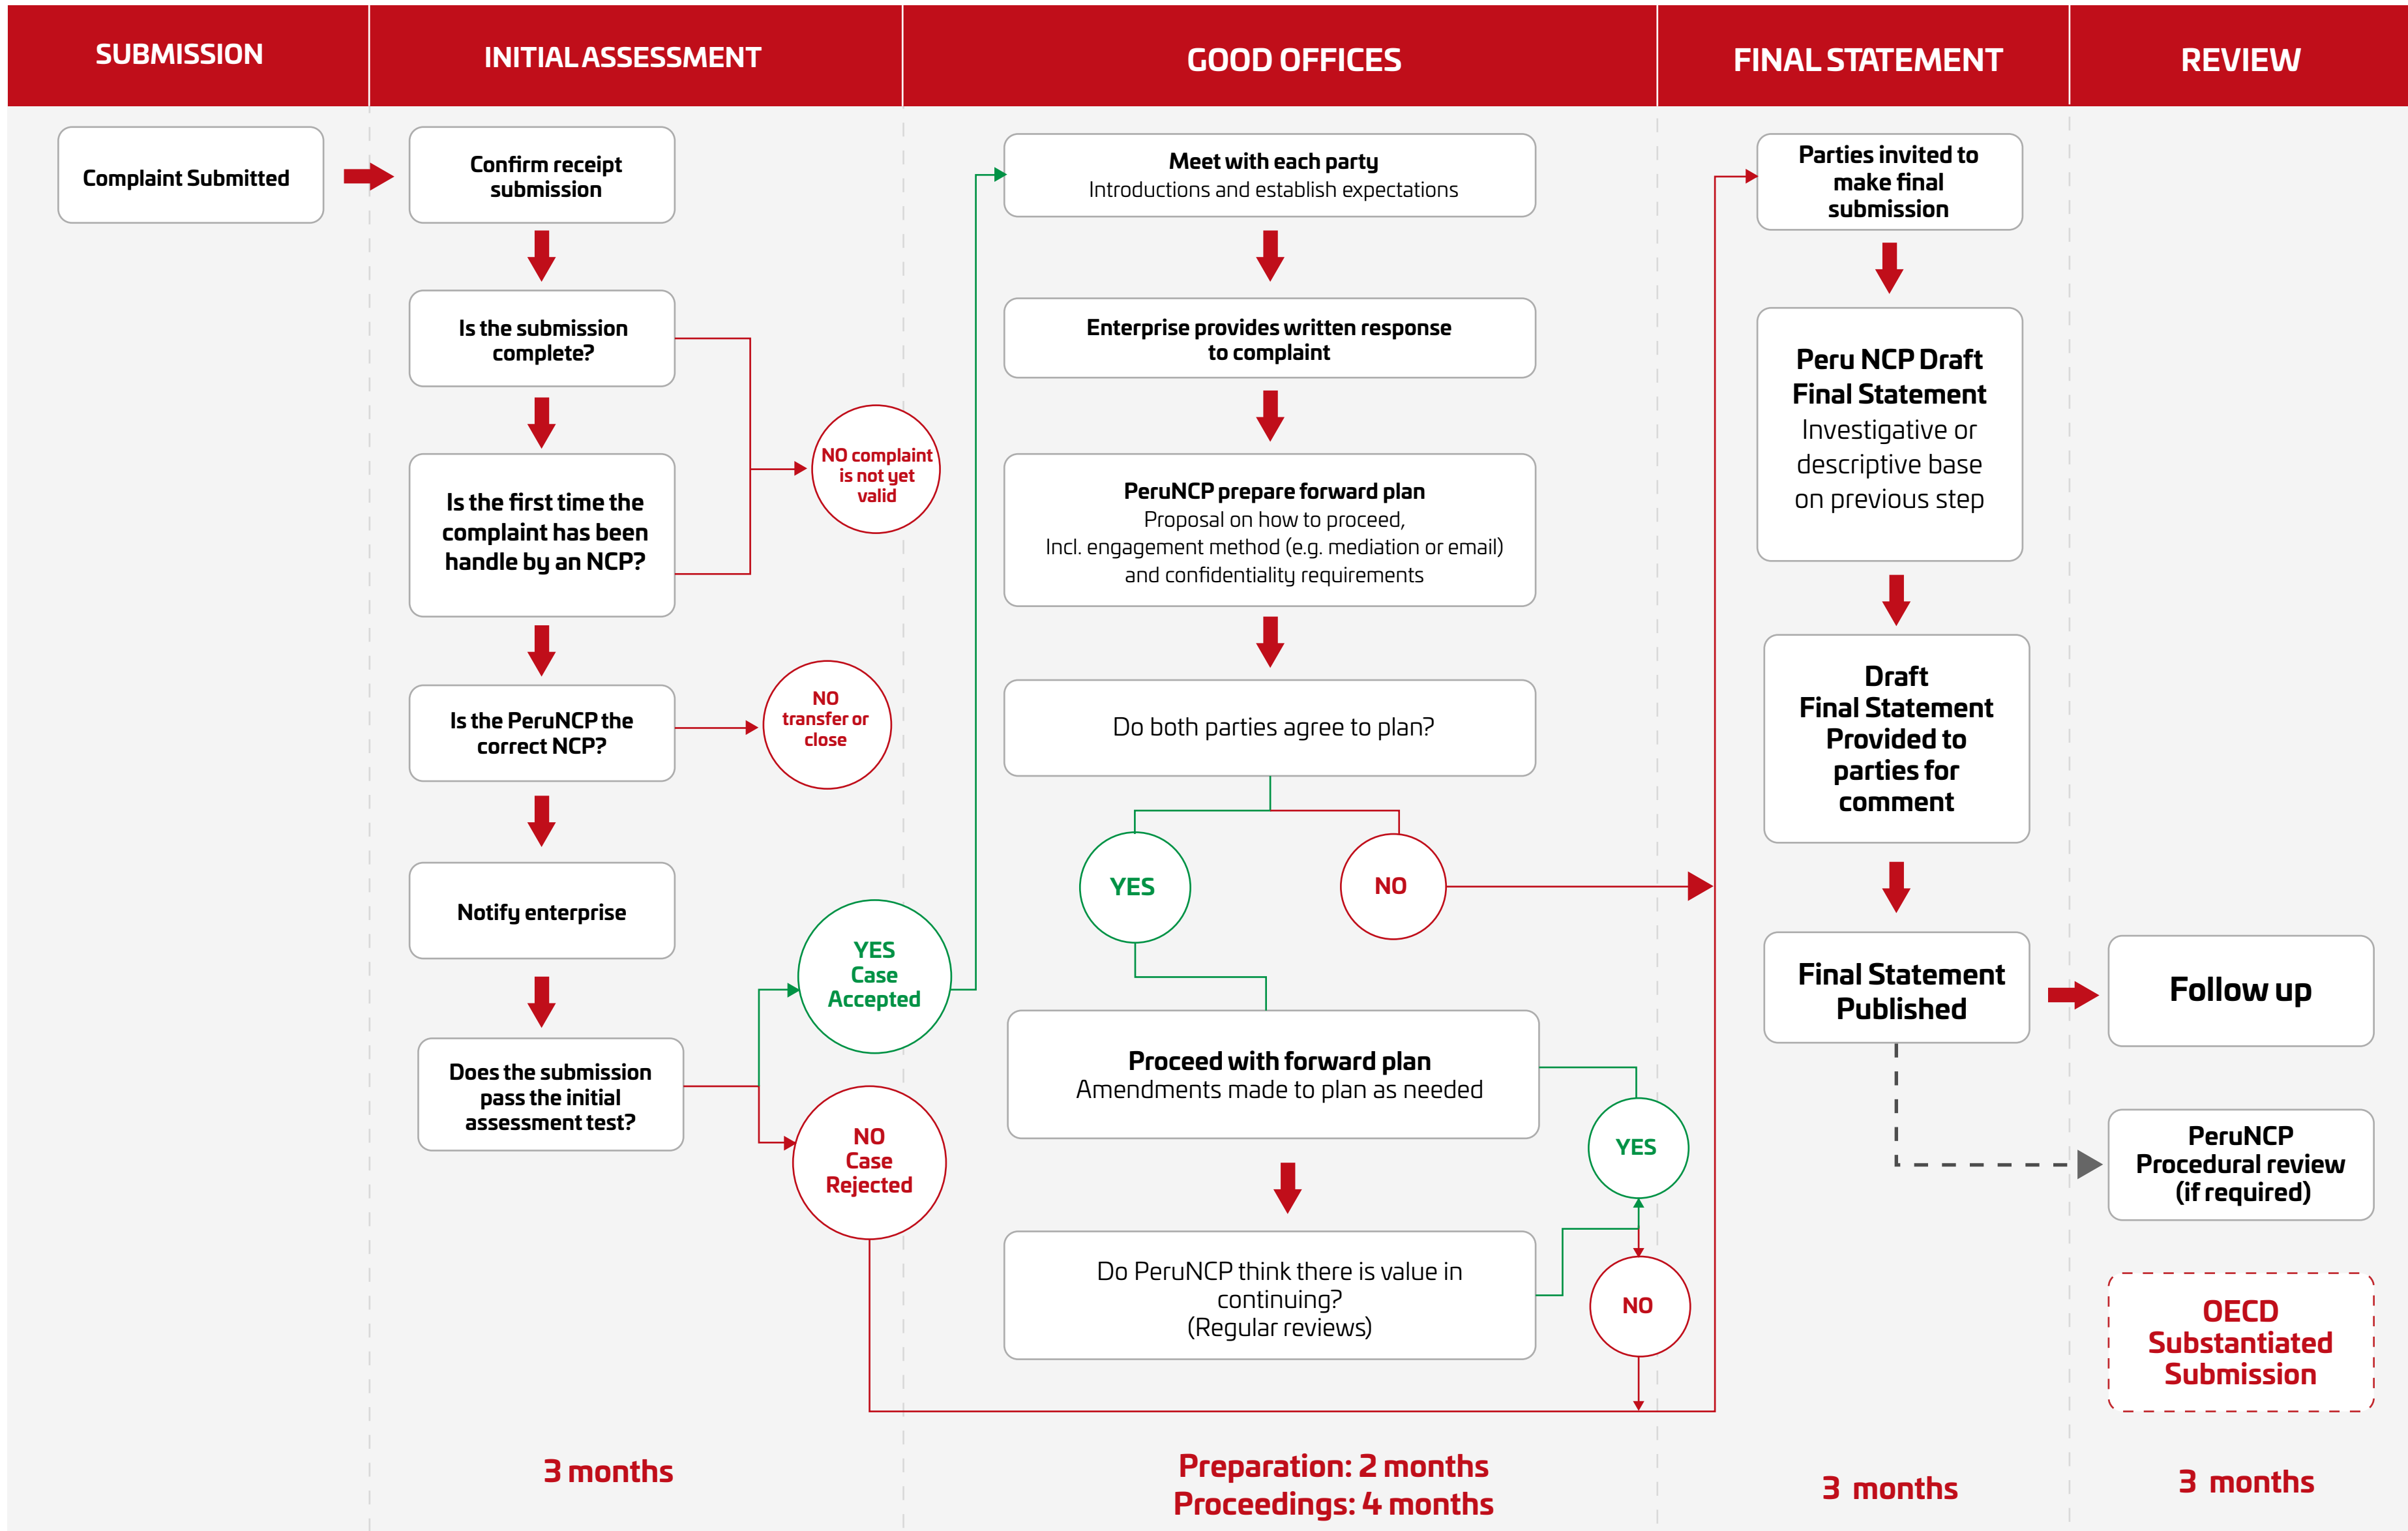 SUBMISSION
INITIAL ASSESSMENT
GOOD OFFICES
FINAL STATEMENT
REVIEW
Complaint Submitted
Confirm receipt
submission
Is the submission
complete?
NO complaint
is not yet
valid
Is the first time the
complaint has been
handle by an NCP?
Is the PeruNCP the
correct NCP?
NO
transfer or
close
Notify enterprise
Does the submission
pass the initial
assessment test?
YES
Case
Accepted
NO
Case
Rejected
3 months
Meet with each party
Introductions and establish expectations
Enterprise provides written response
to complaint
PeruNCP prepare forward plan
Proposal on how to proceed,
Incl. engagement method (e.g. mediation or email)
and confidentiality requirements
Do both parties agree to plan?
YES
NO
Proceed with forward plan
Amendments made to plan as needed
YES
Do PeruNCP think there is value in
continuing?
(Regular reviews)
NO
Preparation: 2 months
Proceedings: 4 months
Parties invited to
make final
submission
Peru NCP Draft
Final Statement
Investigative or
descriptive base
on previous step
Draft
Final Statement
Provided to
parties for
comment
Final Statement
Published
3 months
Follow up
PeruNCP
Procedural review
(if required)
OECD
Substantiated
Submission
3 months